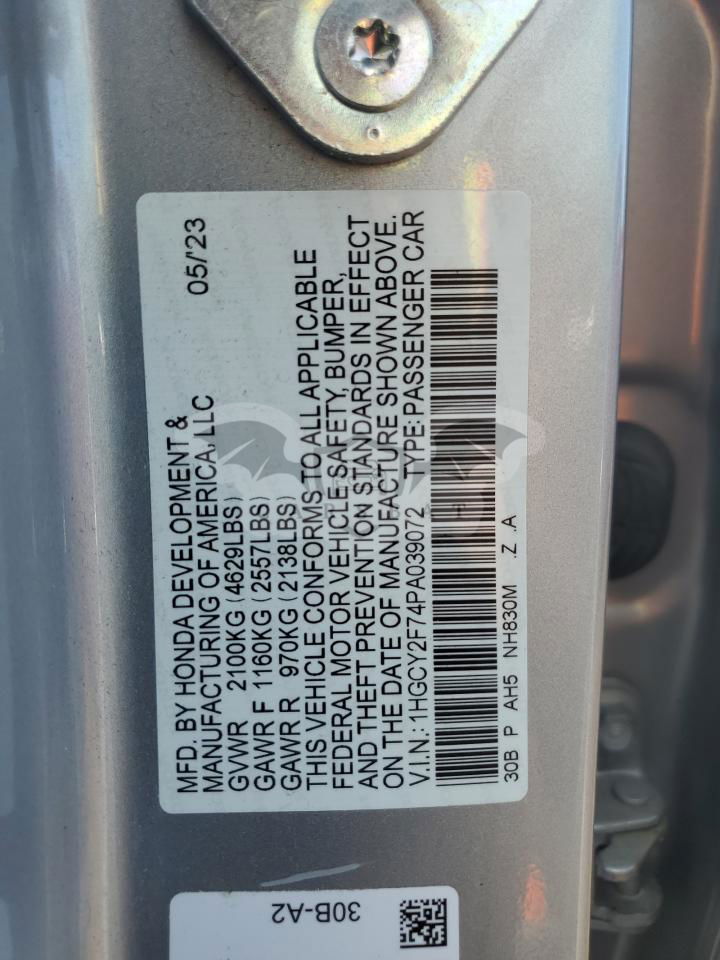 MFD. BY HONDA DEVELOPMENT & 05/'23
MANUFACTURING OF AMERICA, LLC
GVWR 2100KG (4629LBS)
GAWR F 1160KG (2557LBS)
GAWR R 970KG (2138LBS)
THIS VEHICLE CONFORMS TO ALL APPLICABLE
FEDERAL MOTOR VEHICLE SAFETY, BUMPER,
AND THEFT PREVENTION STANDARDS IN EFFECT
ON THE DATE OF MANUFACTURE SHOWN ABOVE.
V.I.N.: 1HGCY2F74PA039072 TYPE: PASSENGER CAR
30B P AH5 NH830M .Z .A
30B-A2